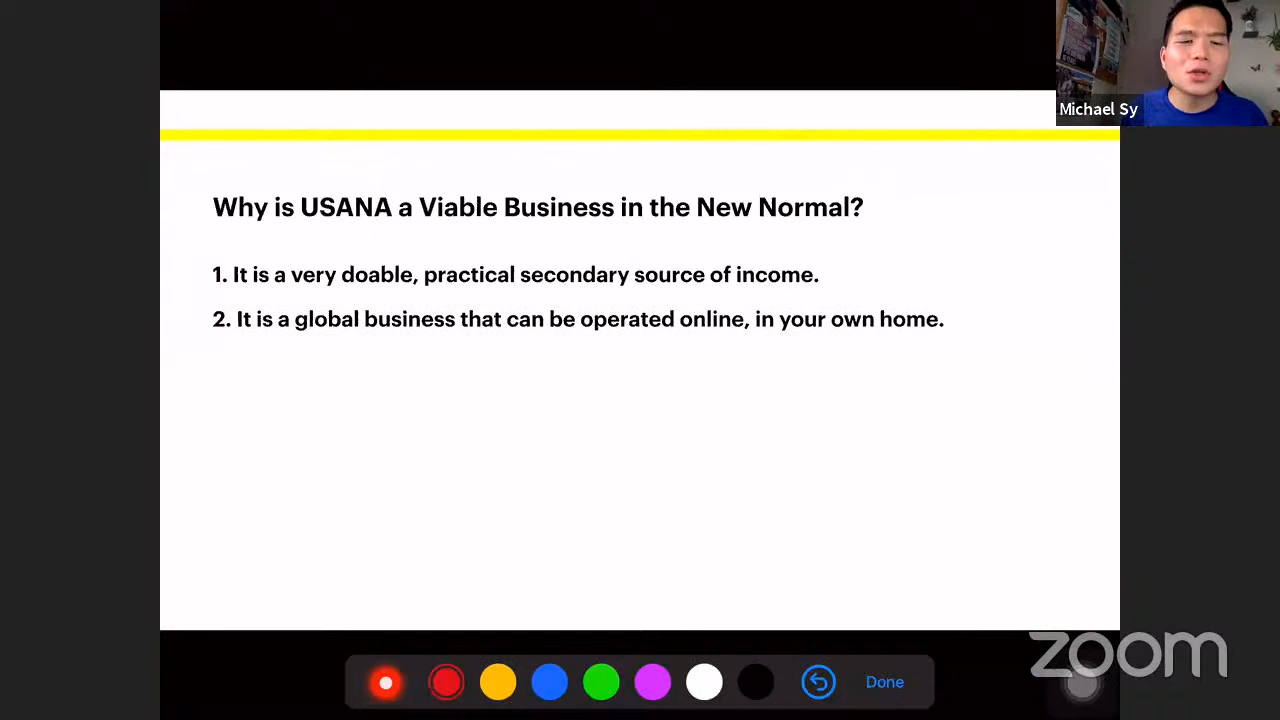 Michael Sy
Why is USANA a Viable Business in the New Normal?
1. It is a very doable, practical secondary source of income.
2. It is a global business that can be operated online, in your own home.
zoom
Done